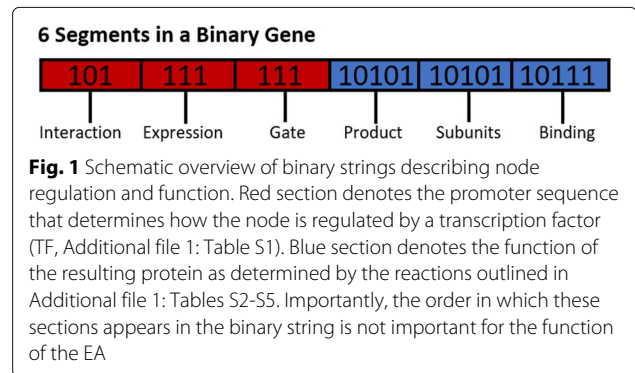 6 Segments in a Binary Gene
101 111 111 10101 10101 10111
Interaction Expression Gate Product Subunits Binding
Fig. 1 Schematic overview of binary strings describing node
regulation and function. Red section denotes the promoter sequence
that determines how the node is regulated by a transcription factor
(TF, Additional file 1: Table S1). Blue section denotes the function of
the resulting protein as determined by the reactions outlined in
Additional file 1: Tables S2-S5. Importantly, the order in which these
sections appears in the binary string is not important for the function
of the EA